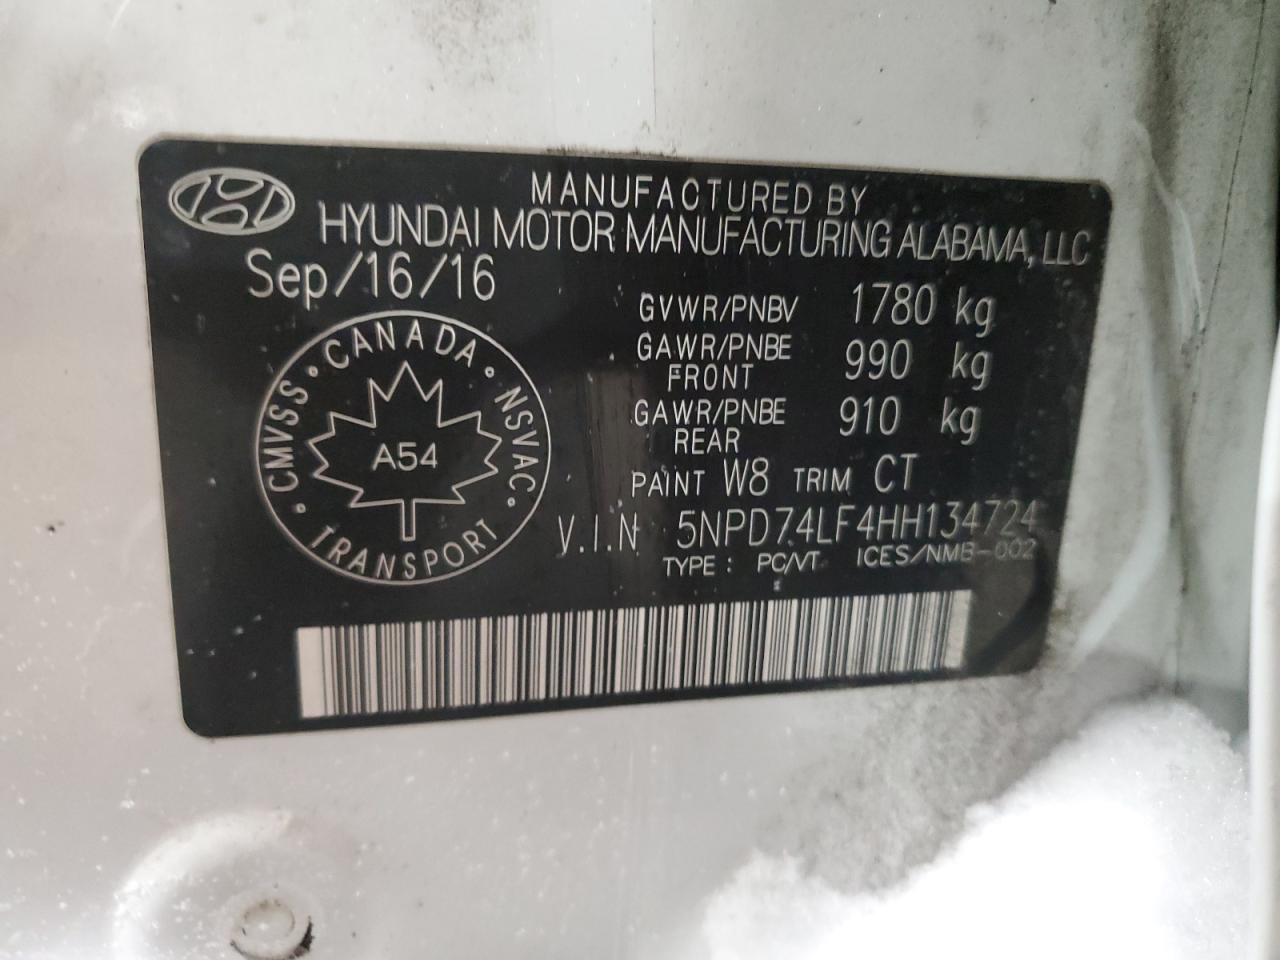 MANUFACTURED BY
HYUNDAI MOTOR MANUFACTURING ALABAMA, LLC
Sep/16/16
GVWR/PNBV 1780 kg
GAWR/PNBE FRONT 990 kg
GAWR/PNBE REAR 910 kg
PAINT W8 TRIM CT
V.I.N 5NPD74LF4HH134724
TYPE : PC/VT ICES/NMB-002
CMVSS • CANADA • NSVAC • TRANSPORT •
A54